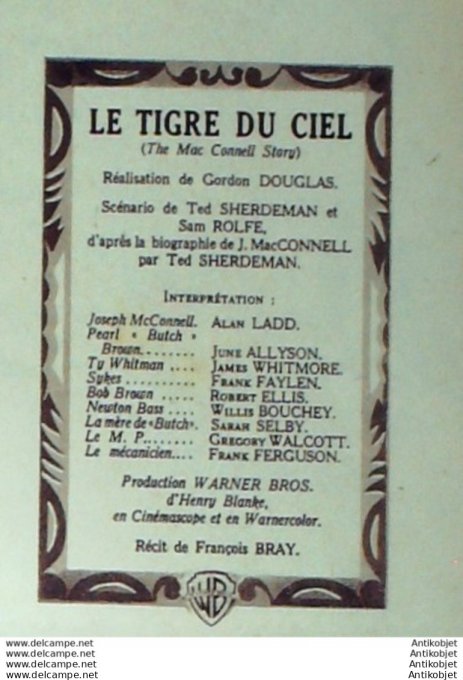 LE TIGRE DU CIEL
(The Mac Connell Story)
Réalisation de Gordon DOUGLAS.
Scénario de Ted SHERDEMAN et
Sam ROLFE,
d'après la biographie de J. MacCONNELL
par Ted SHERDEMAN.
INTERPRÉTATION :
Joseph McConnell. ALAN LADD.
Pearl « Butch »
Brown........ JUNE ALLYSON.
Ty Whitman .... JAMES WHITMORE.
Sykes .......... FRANK FAYLEN.
Bob Brown ..... ROBERT ELLIS.
Newton Bass .... WILLIS BOUCHEY.
La mère de «Butch». SARAH SELBY.
Le M. P........ GREGORY WALCOTT.
Le mécanicien.... FRANK FERGUSON.
Production WARNER BROS.
d'Henry Blanke,
en Cinémascope et en Warnercolor.
Récit de François BRAY.
WB
www.delcampe.net Antikobjet
www.delcampe.net Antikobjet
www.delcampe.net Antikobjet
www.delcampe.net Antikobjet